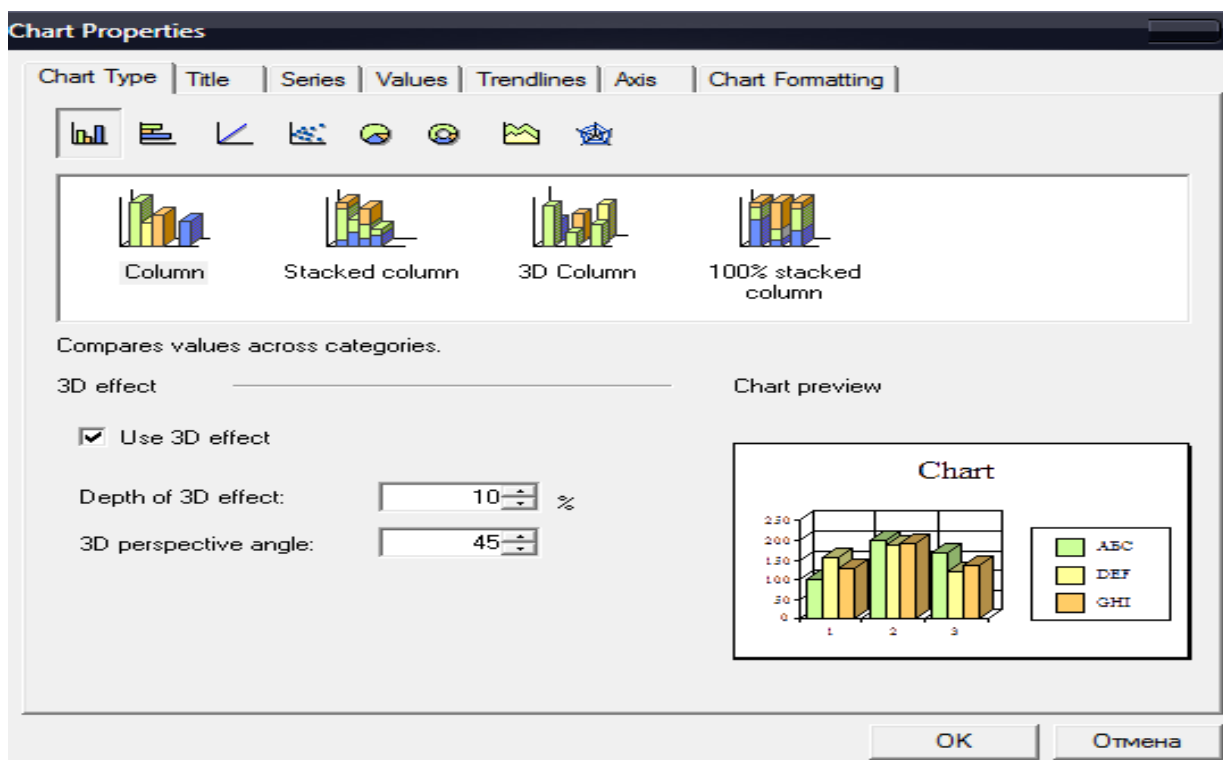 Chart Properties
Chart Type Title Series Values Trendlines Axis Chart Formatting
Column Stacked column 3D Column 100% stacked
column
Compares values across categories.
3D effect Chart preview
Use 3D effect
Depth of 3D effect: 10 %
3D perspective angle: 45
Chart
250
200
150
100
50
0
1 2 3
ABC
DEF
GHI
OK Отмена